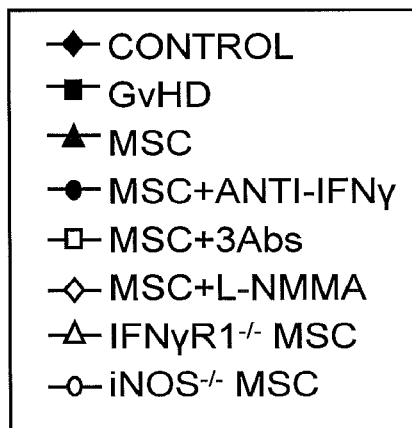 CONTROL
GvHD
MSC
MSC+ANTI-IFNγ
MSC+3Abs
MSC+L-NMMA
IFNγR1⁻/⁻ MSC
iNOS⁻/⁻ MSC